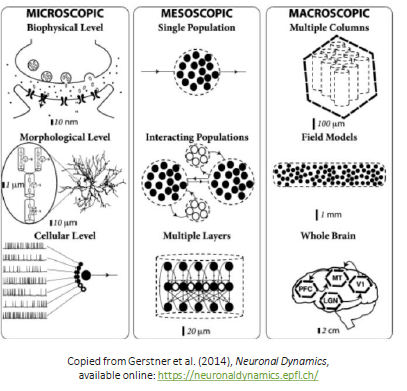 MICROSCOPIC
Biophysical Level
10 nm
Morphological Level
1 μm
10 μm
Cellular Level
MESOSCOPIC
Single Population
Interacting Populations
Multiple Layers
20 μm
MACROSCOPIC
Multiple Columns
100 μm
Field Models
1 mm
Whole Brain
PFC
MT
V1
LGN
2 cm
Copied from Gerstner et al. (2014), Neuronal Dynamics,
available online: https://neuronaldynamics.epfl.ch/